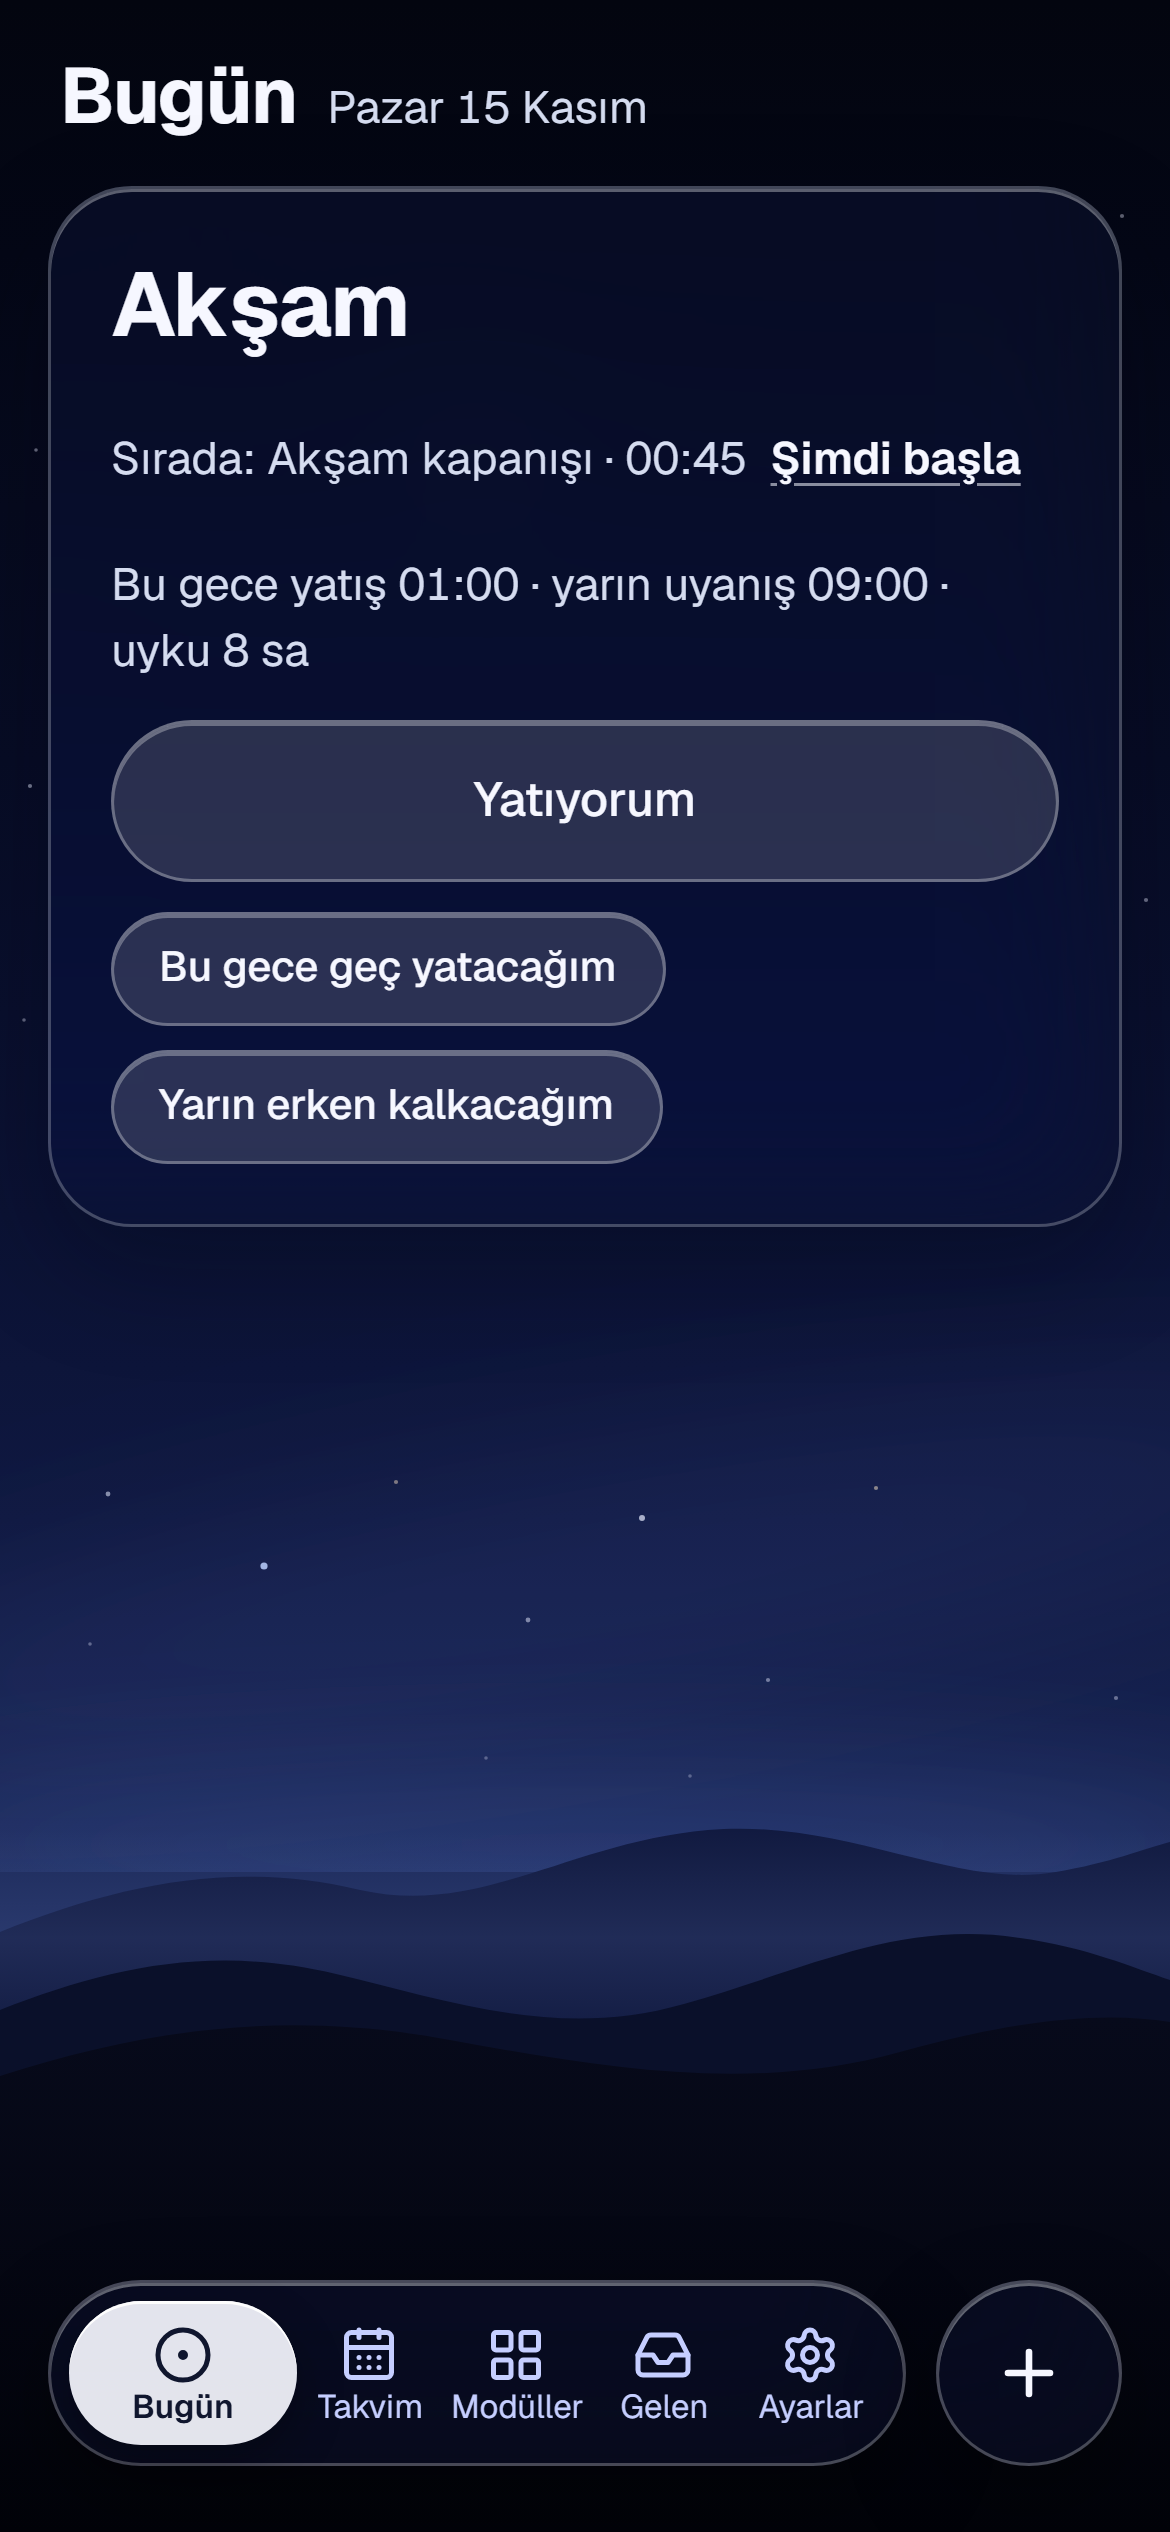 Bugün Pazar 15 Kasım
Akşam
Sırada: Akşam kapanışı · 00:45 Şimdi başla
Bu gece yatış 01:00 · yarın uyanış 09:00 ·
uyku 8 sa
Yatıyorum
Bu gece geç yatacağım
Yarın erken kalkacağım
Bugün Takvim Modüller Gelen Ayarlar